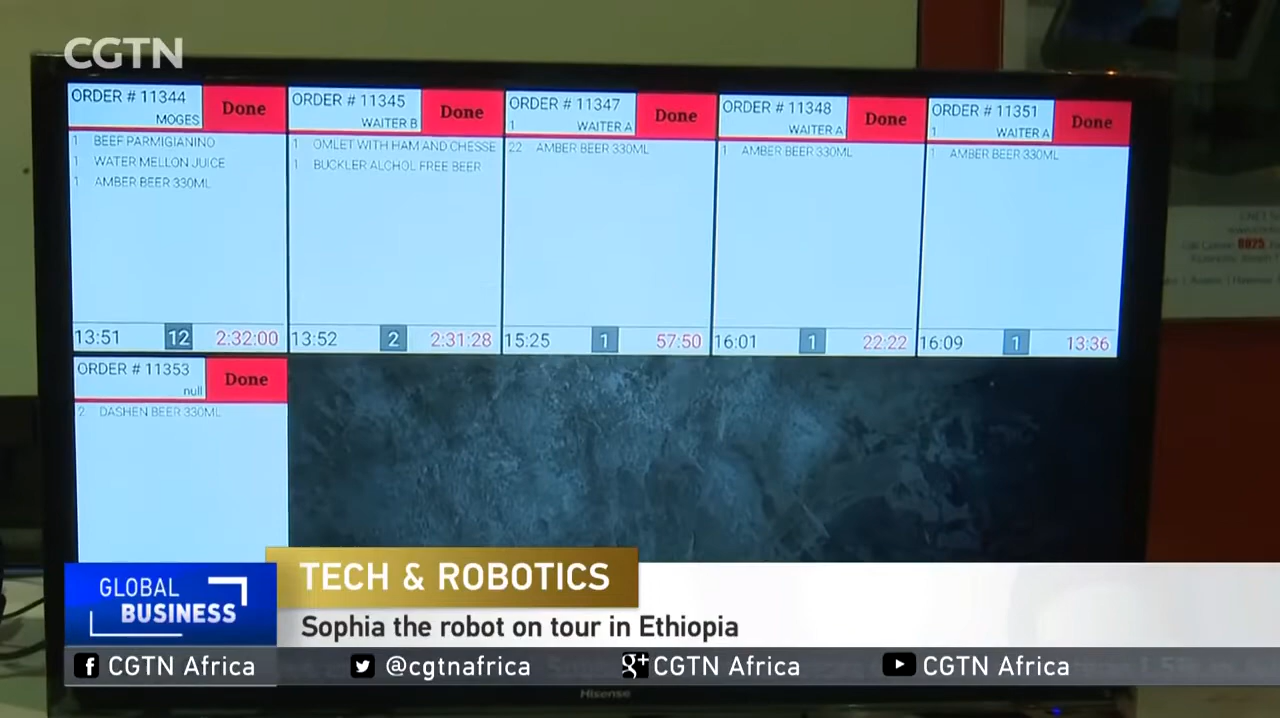 CGTN
ORDER # 11344
MOGES
Done
1 BEEF PARMIGIANINO
1 WATER MELLON JUICE
1 AMBER BEER 330ML
13:51 12 2:32:00
ORDER # 11345
WAITER B
Done
1 OMLET WITH HAM AND CHESSE
1 BUCKLER ALCHOL FREE BEER
13:52 2 2:31:28
ORDER # 11347
1 WAITER A
Done
22 AMBER BEER 330ML
15:25 1 57:50
ORDER # 11348
WAITER A
Done
1 AMBER BEER 330ML
16:01 1 22:22
ORDER # 11351
1 WAITER A
Done
1 AMBER BEER 330ML
16:09 1 13:36
ORDER # 11353
null
Done
2 DASHEN BEER 330ML
8025
GLOBAL
BUSINESS
TECH & ROBOTICS
Sophia the robot on tour in Ethiopia
CGTN Africa
@cgtnafrica
g+ CGTN Africa
CGTN Africa
Hisense